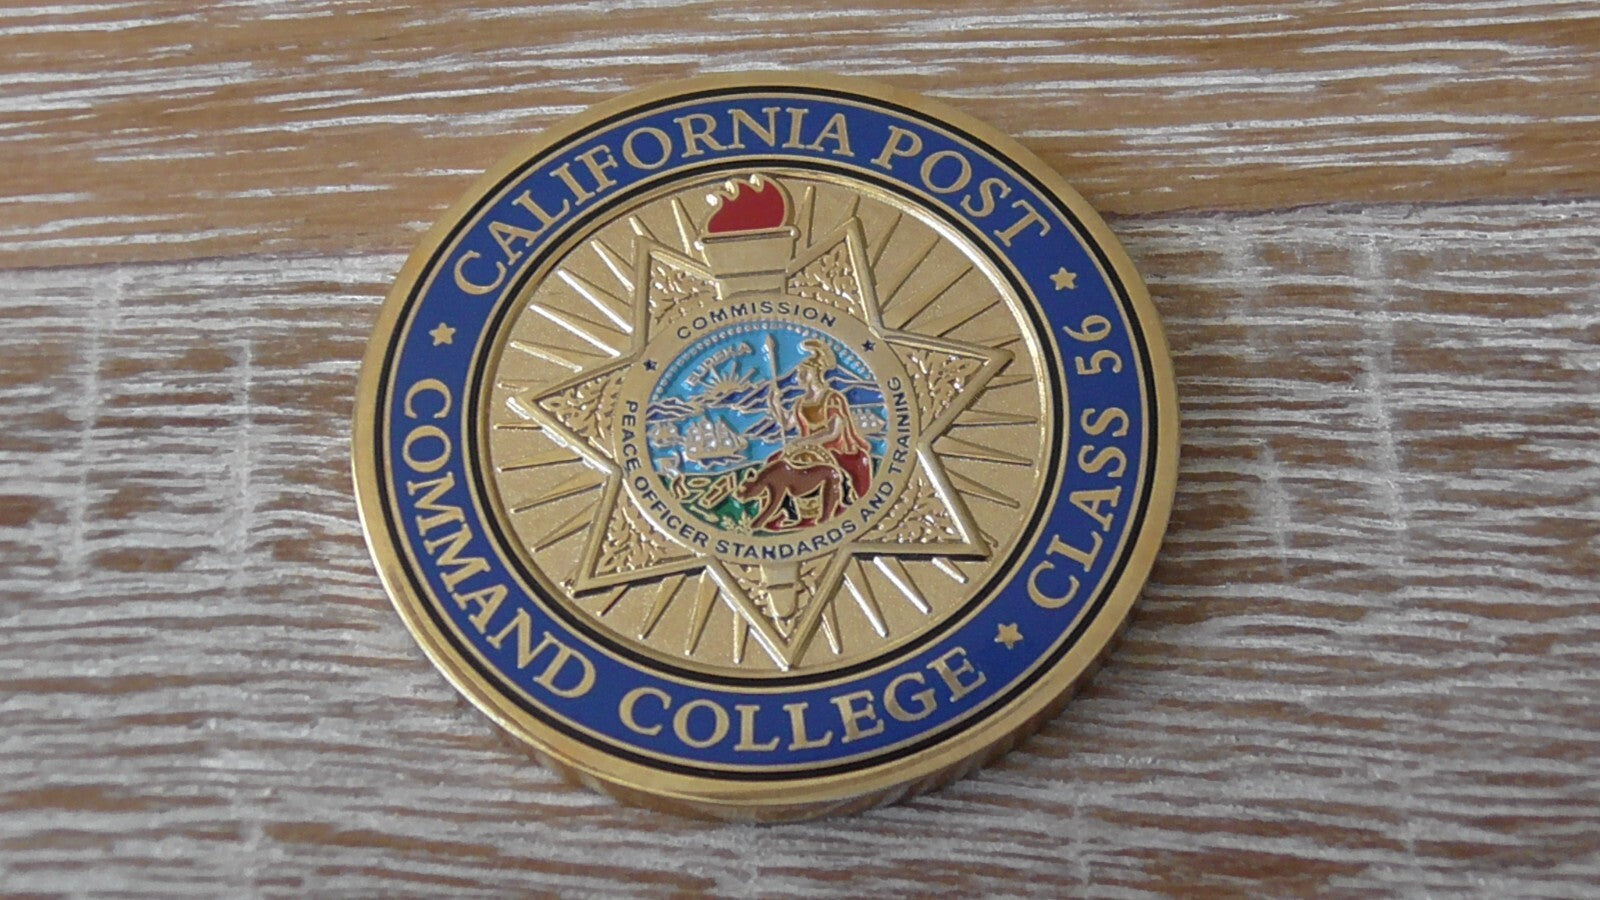 CALIFORNIA POST
CLASS 56
COMMAND COLLEGE
COMMISSION
PEACE OFFICER STANDARDS AND TRAINING
EUREKA